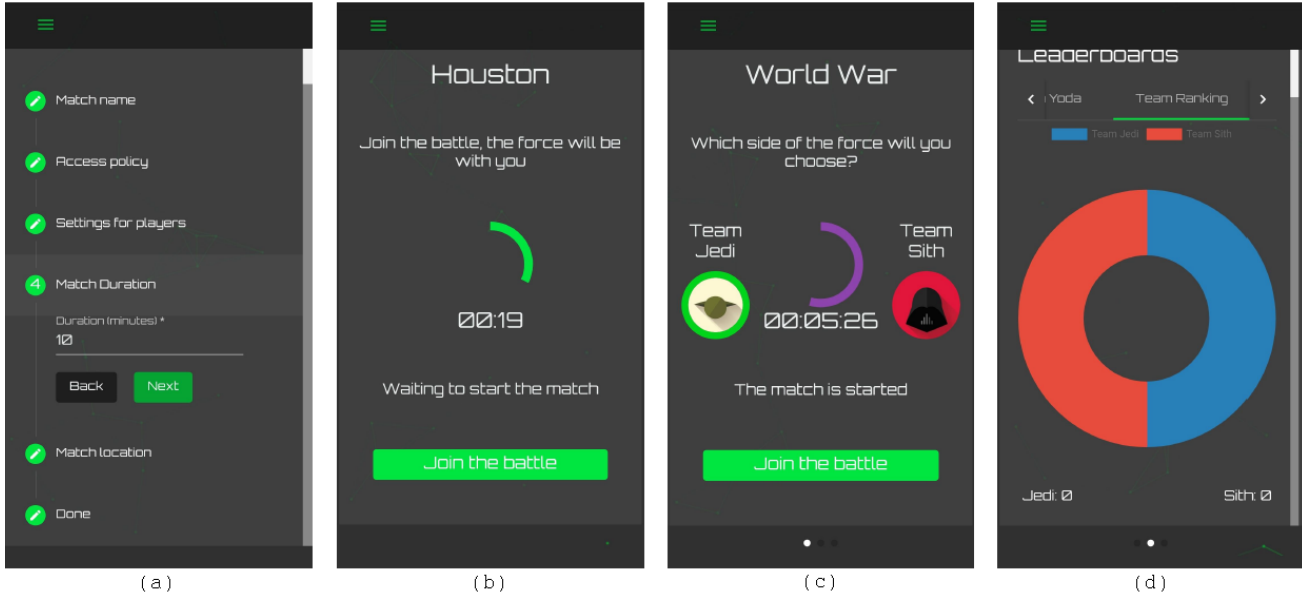 Match name
Access policy
Settings for players
4 Match Duration
Duration (minutes) *
10
Back Next
Match location
Done
(a)
Houston
Join the battle, the force will be
with you
00:19
Waiting to start the match
Join the battle
(b)
World War
Which side of the force will you
choose?
Team
Jedi
Team
Sith
00:05:26
The match is started
Join the battle
(c)
Leaderboards
Yoda Team Ranking
Team Jedi Team Sith
Jedi: 0 Sith: 0
(d)